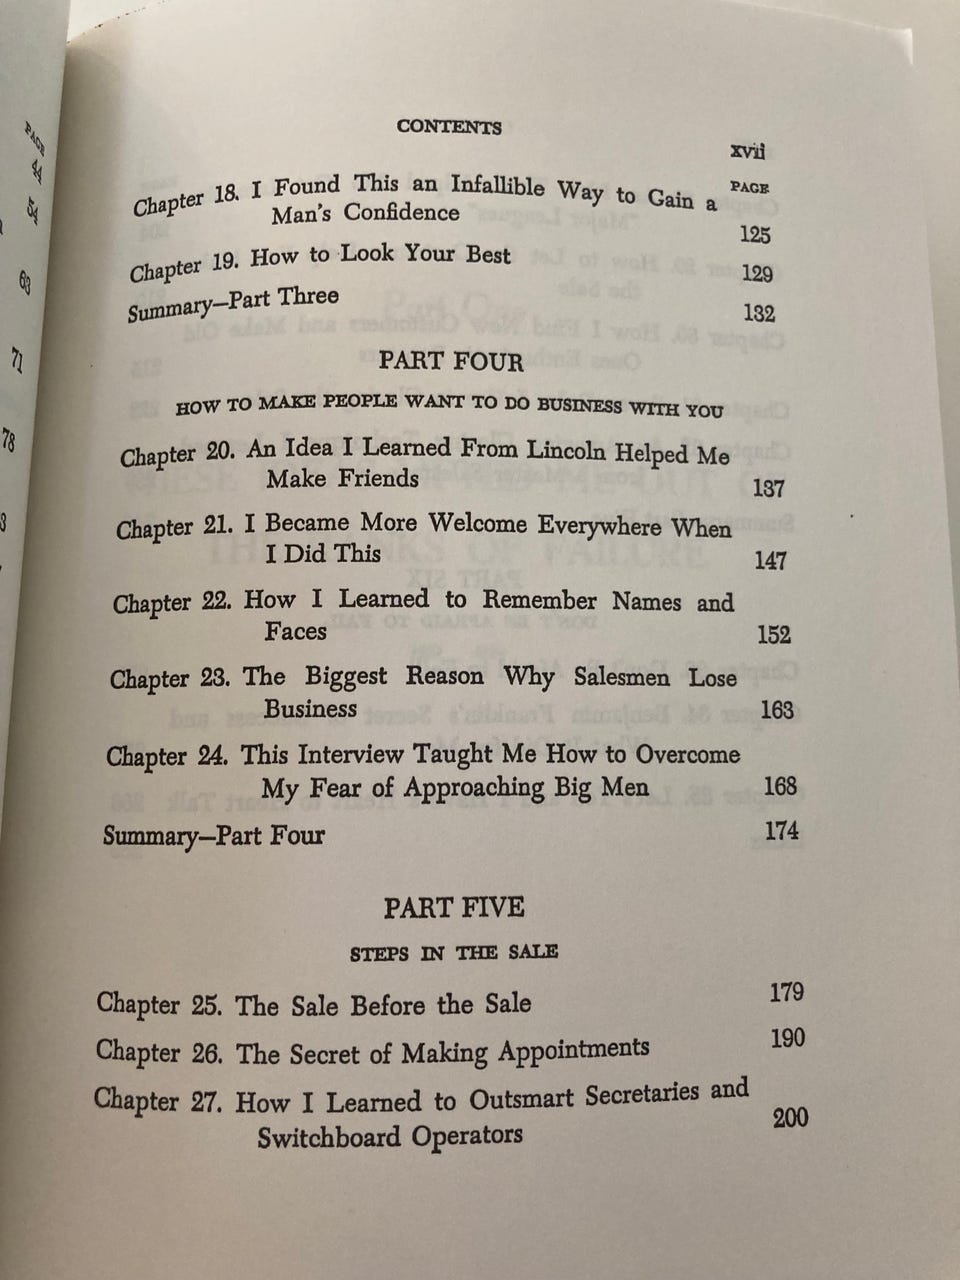 CONTENTS
xvii
PAGE
Chapter 18. I Found This an Infallible Way to Gain a
Man's Confidence 125
Chapter 19. How to Look Your Best 129
Summary—Part Three 132
PART FOUR
HOW TO MAKE PEOPLE WANT TO DO BUSINESS WITH YOU
Chapter 20. An Idea I Learned From Lincoln Helped Me
Make Friends 137
Chapter 21. I Became More Welcome Everywhere When
I Did This 147
Chapter 22. How I Learned to Remember Names and
Faces 152
Chapter 23. The Biggest Reason Why Salesmen Lose
Business 163
Chapter 24. This Interview Taught Me How to Overcome
My Fear of Approaching Big Men 168
Summary—Part Four 174
PART FIVE
STEPS IN THE SALE
Chapter 25. The Sale Before the Sale 179
Chapter 26. The Secret of Making Appointments 190
Chapter 27. How I Learned to Outsmart Secretaries and
Switchboard Operators 200
PAGE
44
54
63
71
78